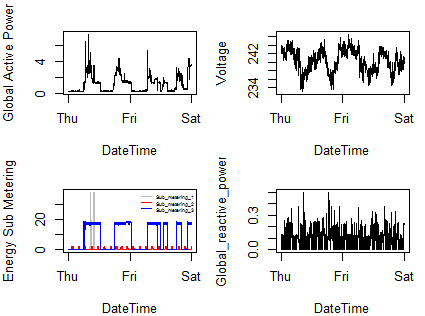 Global Active Power
4
0
Thu Fri Sat
DateTime
Voltage
242
234
Thu Fri Sat
DateTime
Energy Sub Metering
20
0
Sub_metering_1
Sub_metering_2
Sub_metering_3
Thu Fri Sat
DateTime
Global_reactive_power
0.3
0.0
Thu Fri Sat
DateTime